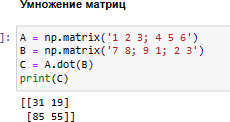 Умножение матриц
]: A = np.matrix('1 2 3; 4 5 6')
B = np.matrix('7 8; 9 1; 2 3')
C = A.dot(B)
print(C)
[[31 19]
[85 55]]